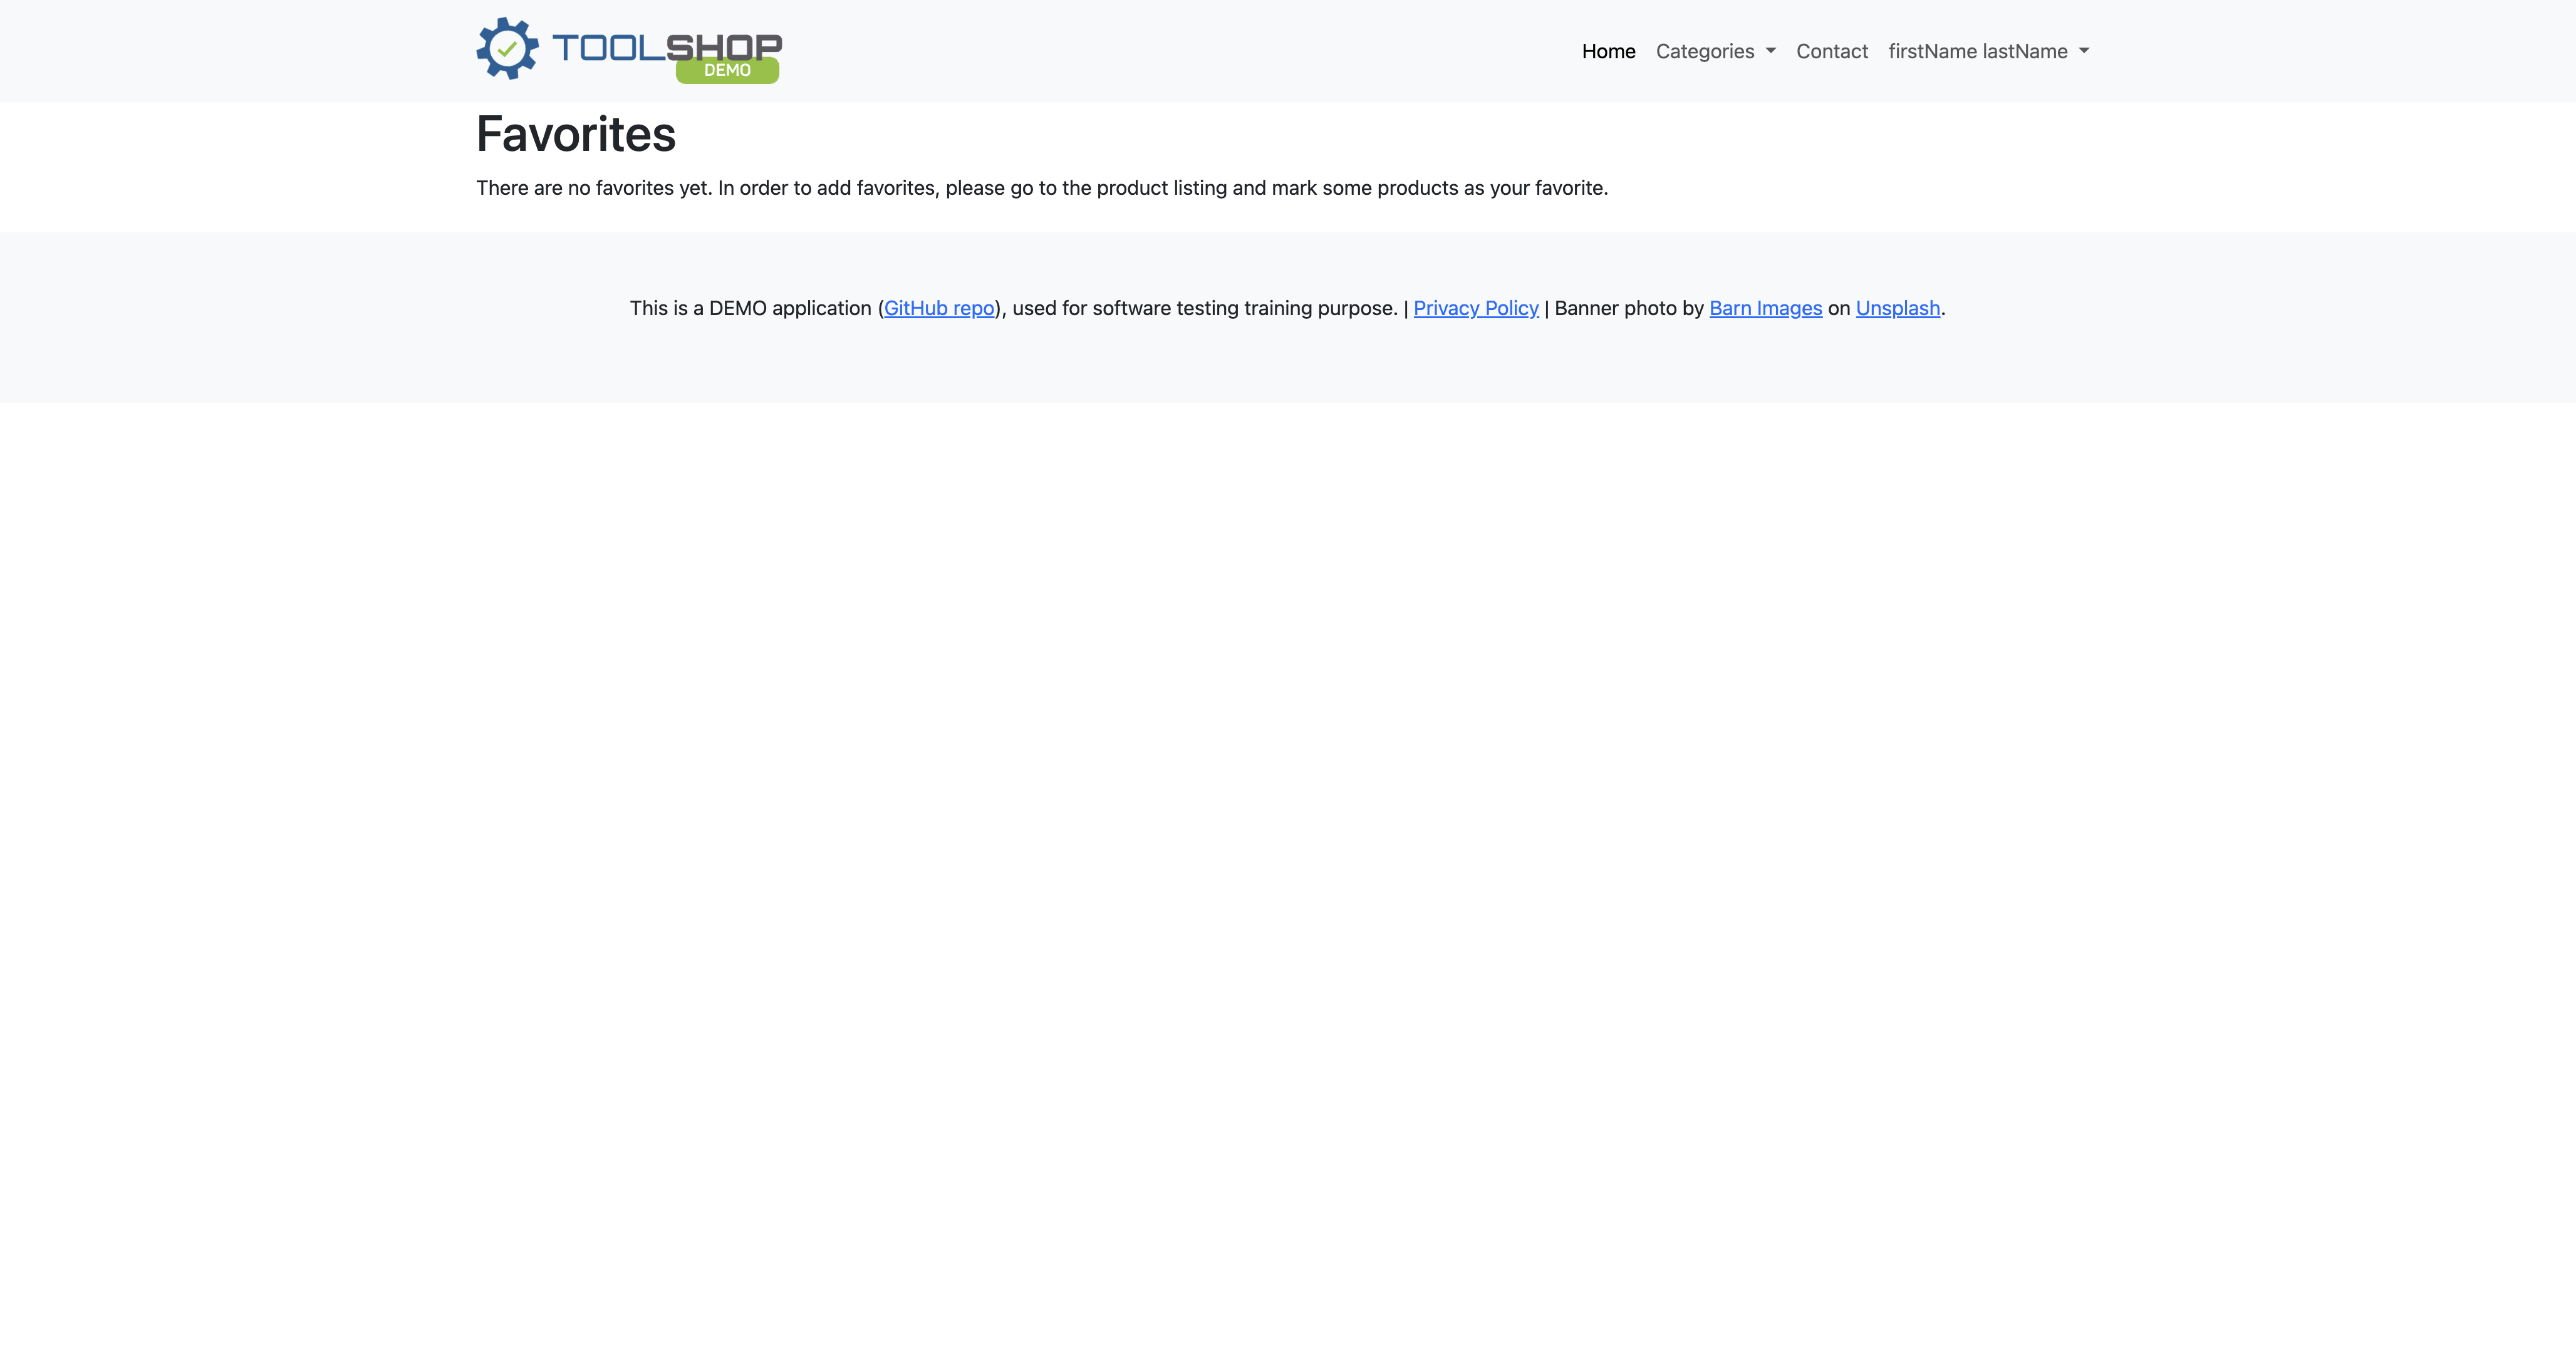 TOOLSHOP
DEMO
Home Categories Contact firstName lastName
Favorites
There are no favorites yet. In order to add favorites, please go to the product listing and mark some products as your favorite.
This is a DEMO application (GitHub repo), used for software testing training purpose. | Privacy Policy | Banner photo by Barn Images on Unsplash.